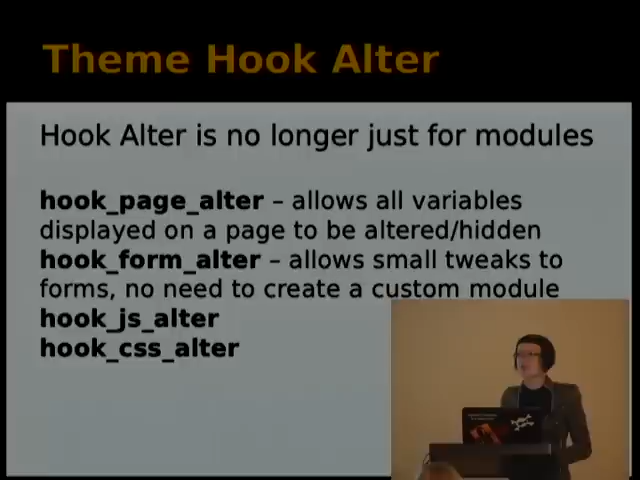 Theme Hook Alter
Hook Alter is no longer just for modules
hook_page_alter – allows all variables
displayed on a page to be altered/hidden
hook_form_alter – allows small tweaks to
forms, no need to create a custom module
hook_js_alter
hook_css_alter